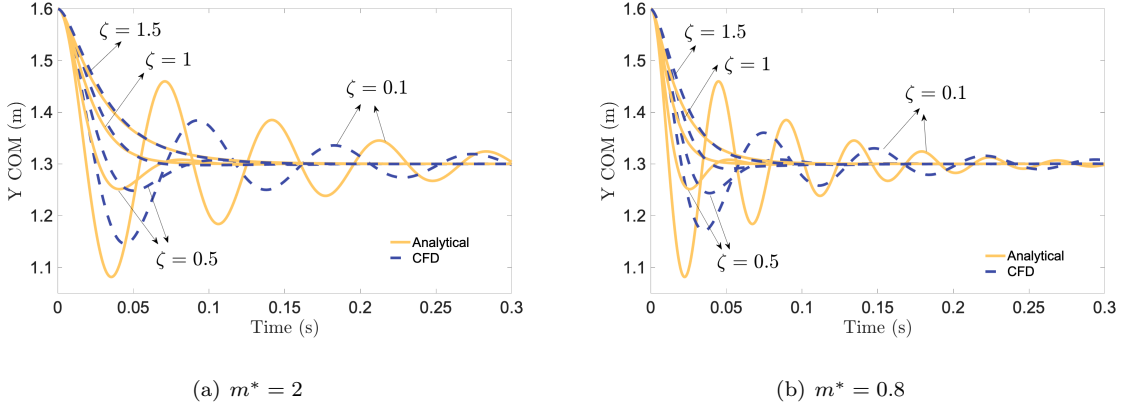 1.6
1.5
1.4
1.3
1.2
1.1
Y COM (m)
ζ = 1.5
ζ = 1
ζ = 0.1
ζ = 0.5
Analytical
CFD
0 0.05 0.1 0.15 0.2 0.25 0.3
Time (s)
(a) m* = 2
1.6
1.5
1.4
1.3
1.2
1.1
Y COM (m)
ζ = 1.5
ζ = 1
ζ = 0.1
ζ = 0.5
Analytical
CFD
0 0.05 0.1 0.15 0.2 0.25 0.3
Time (s)
(b) m* = 0.8